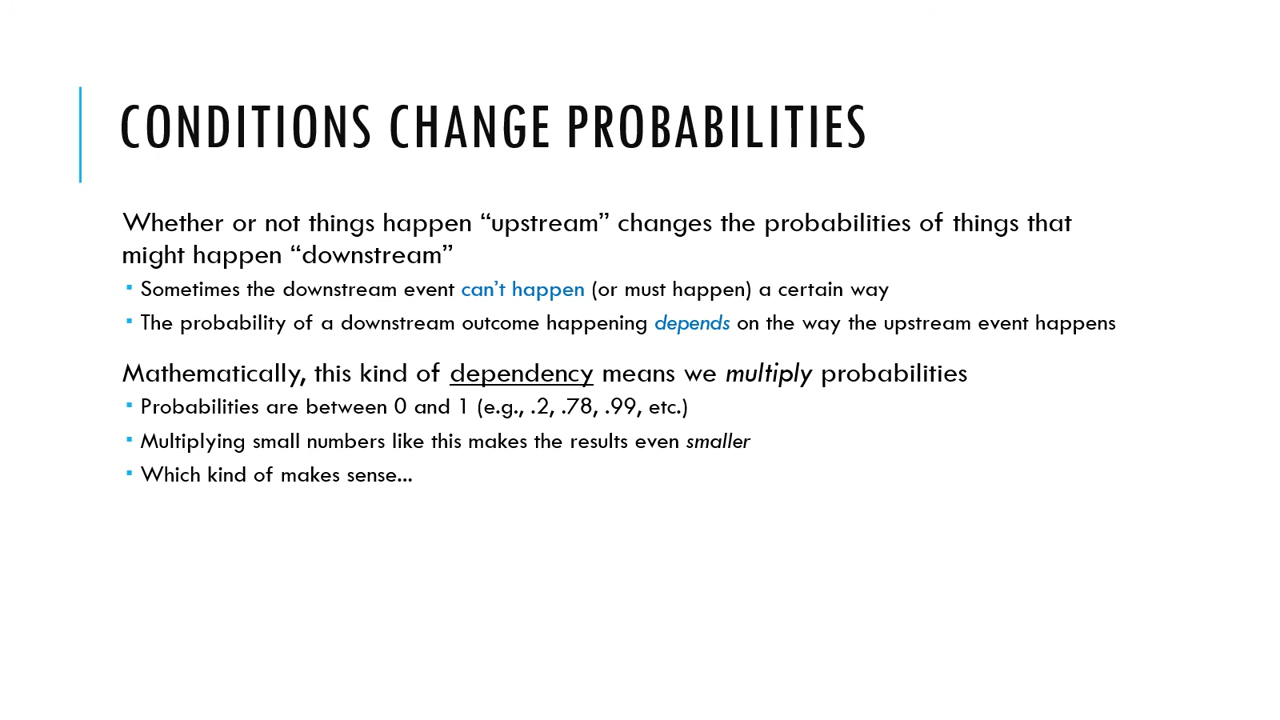 CONDITIONS CHANGE PROBABILITIES
Whether or not things happen “upstream” changes the probabilities of things that
might happen “downstream”
▪ Sometimes the downstream event can’t happen (or must happen) a certain way
▪ The probability of a downstream outcome happening depends on the way the upstream event happens
Mathematically, this kind of dependency means we multiply probabilities
▪ Probabilities are between 0 and 1 (e.g., .2, .78, .99, etc.)
▪ Multiplying small numbers like this makes the results even smaller
▪ Which kind of makes sense...